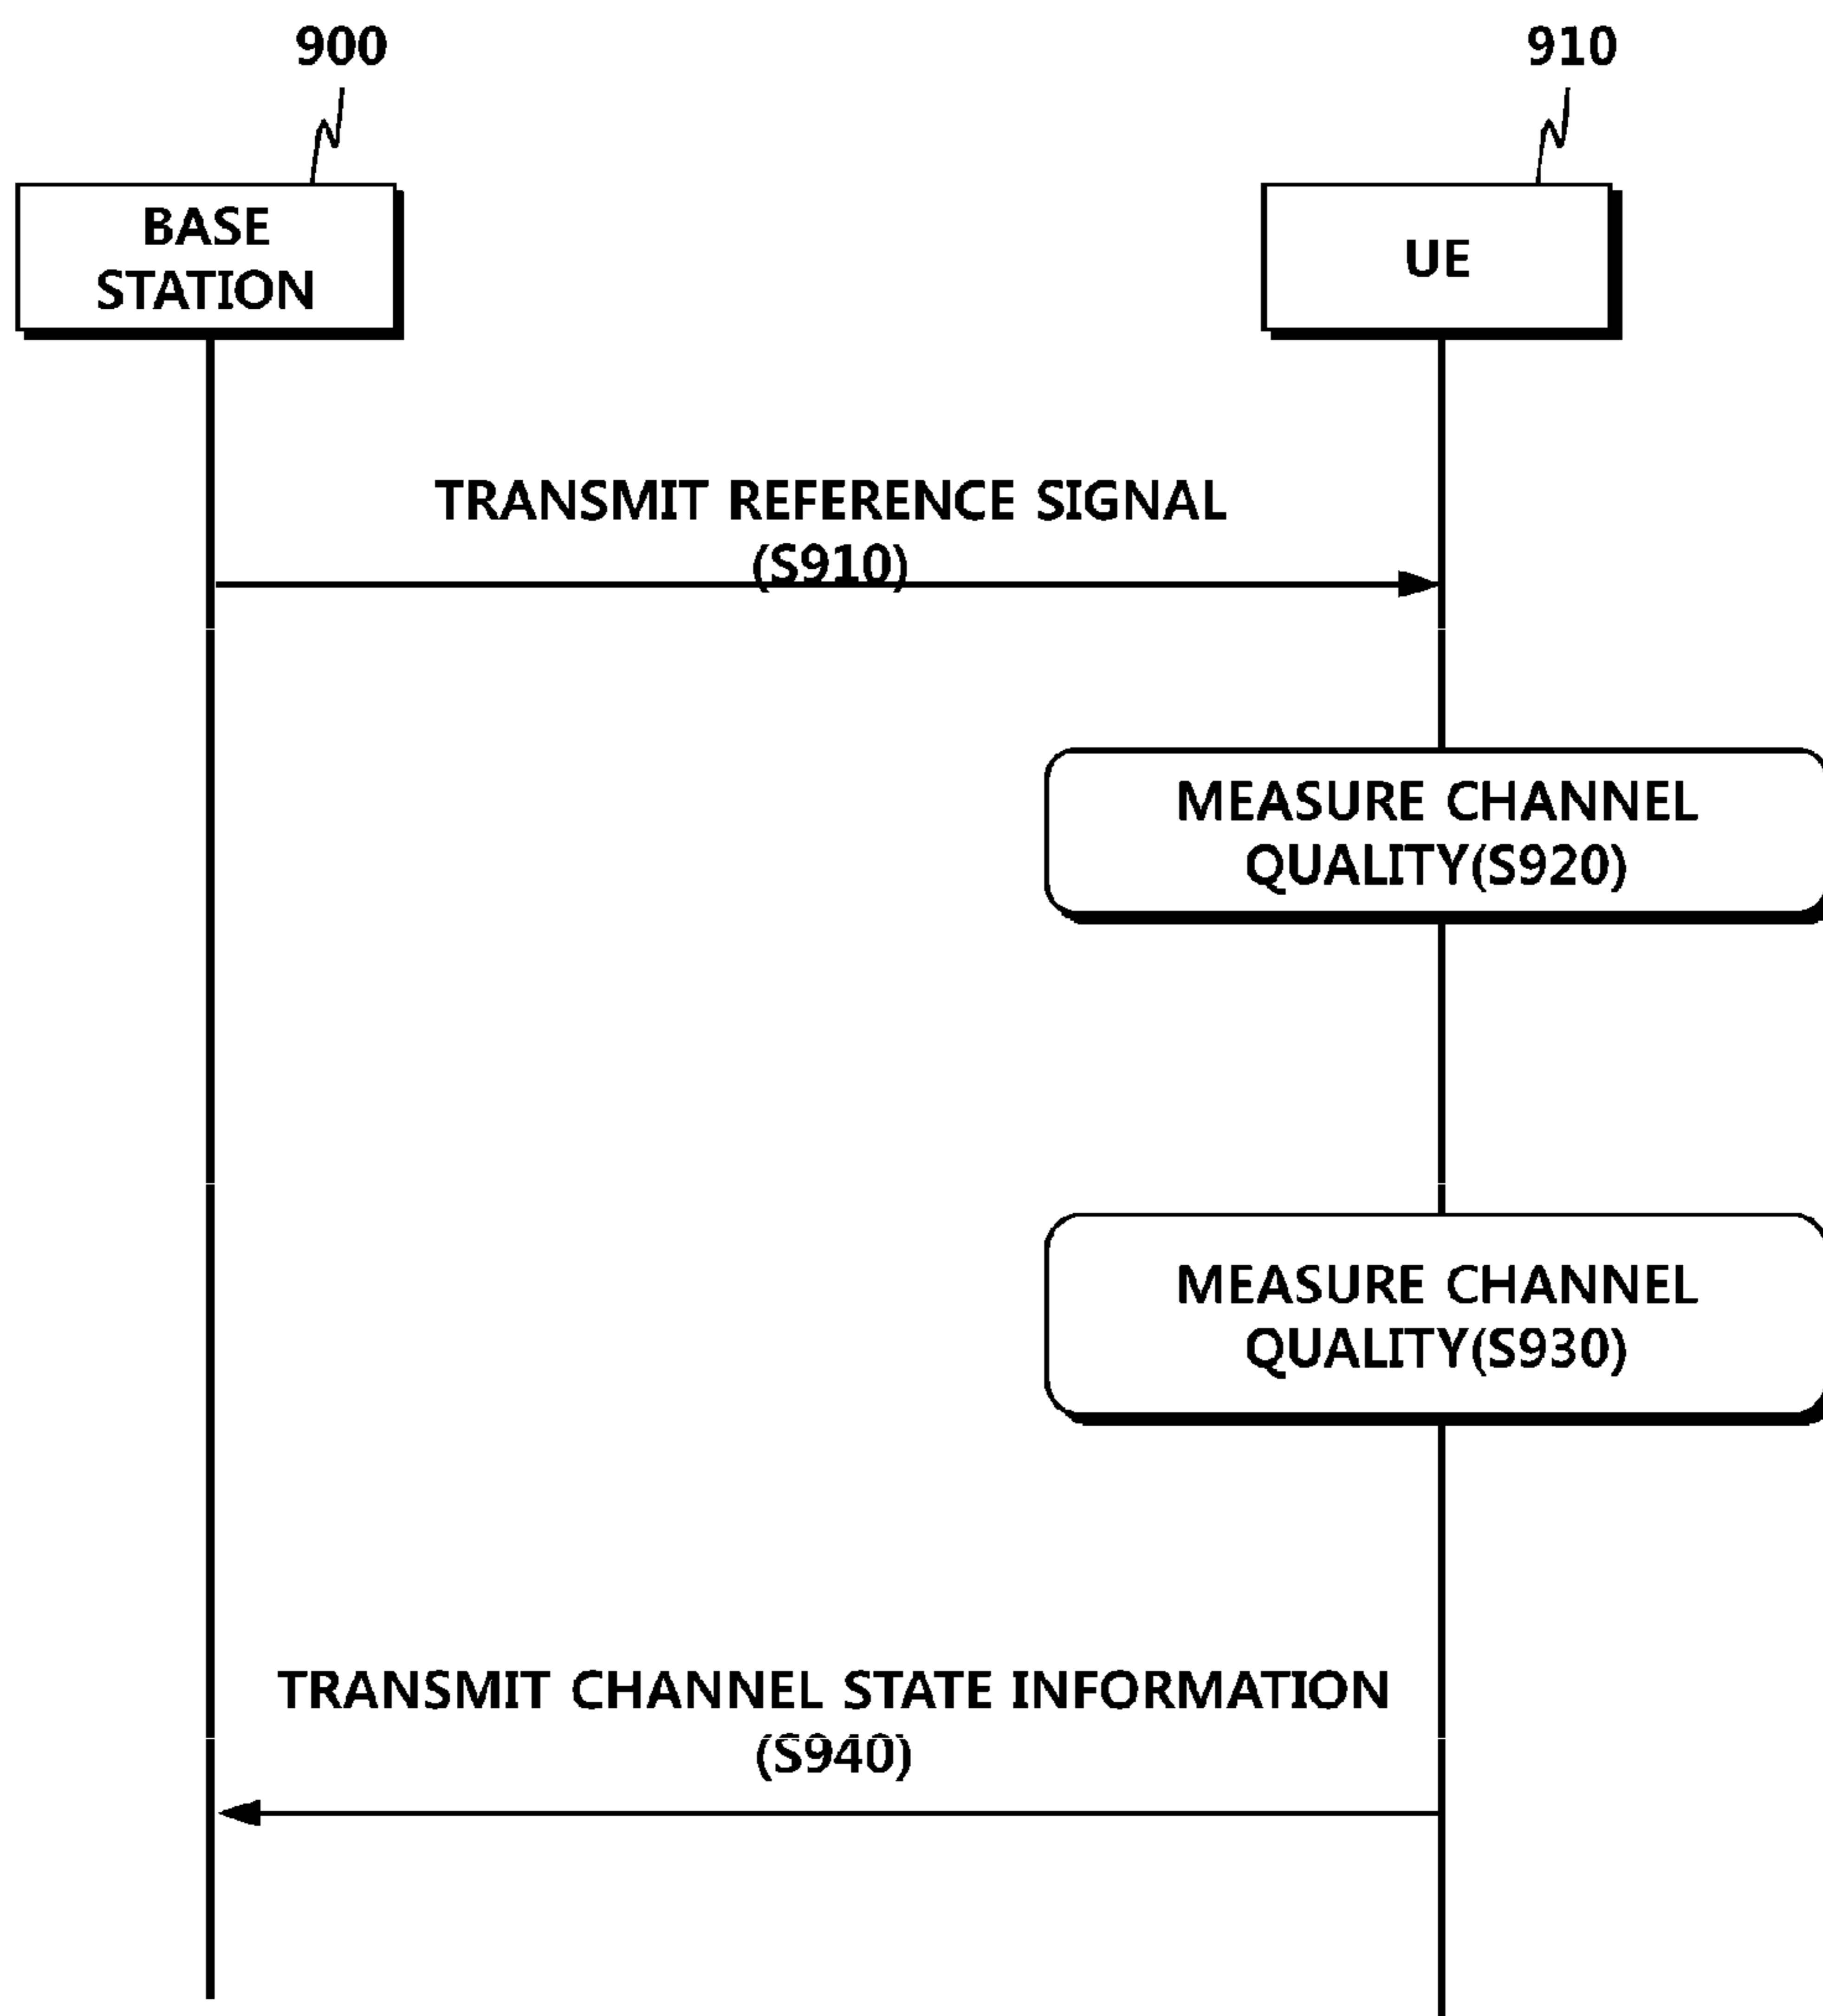 900
910
BASE
STATION
UE
TRANSMIT REFERENCE SIGNAL
(S910)
MEASURE CHANNEL
QUALITY(S920)
MEASURE CHANNEL
QUALITY(S930)
TRANSMIT CHANNEL STATE INFORMATION
(S940)